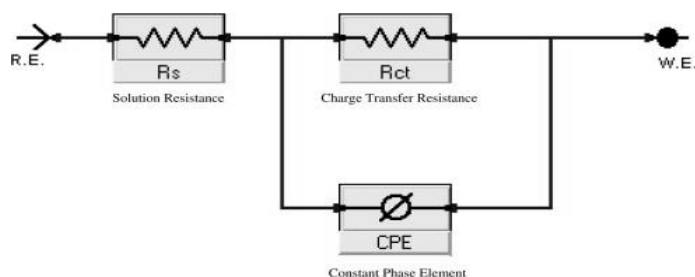 R.E.
Rs
Solution Resistance
Rct
Charge Transfer Resistance
W.E.
CPE
Constant Phase Element